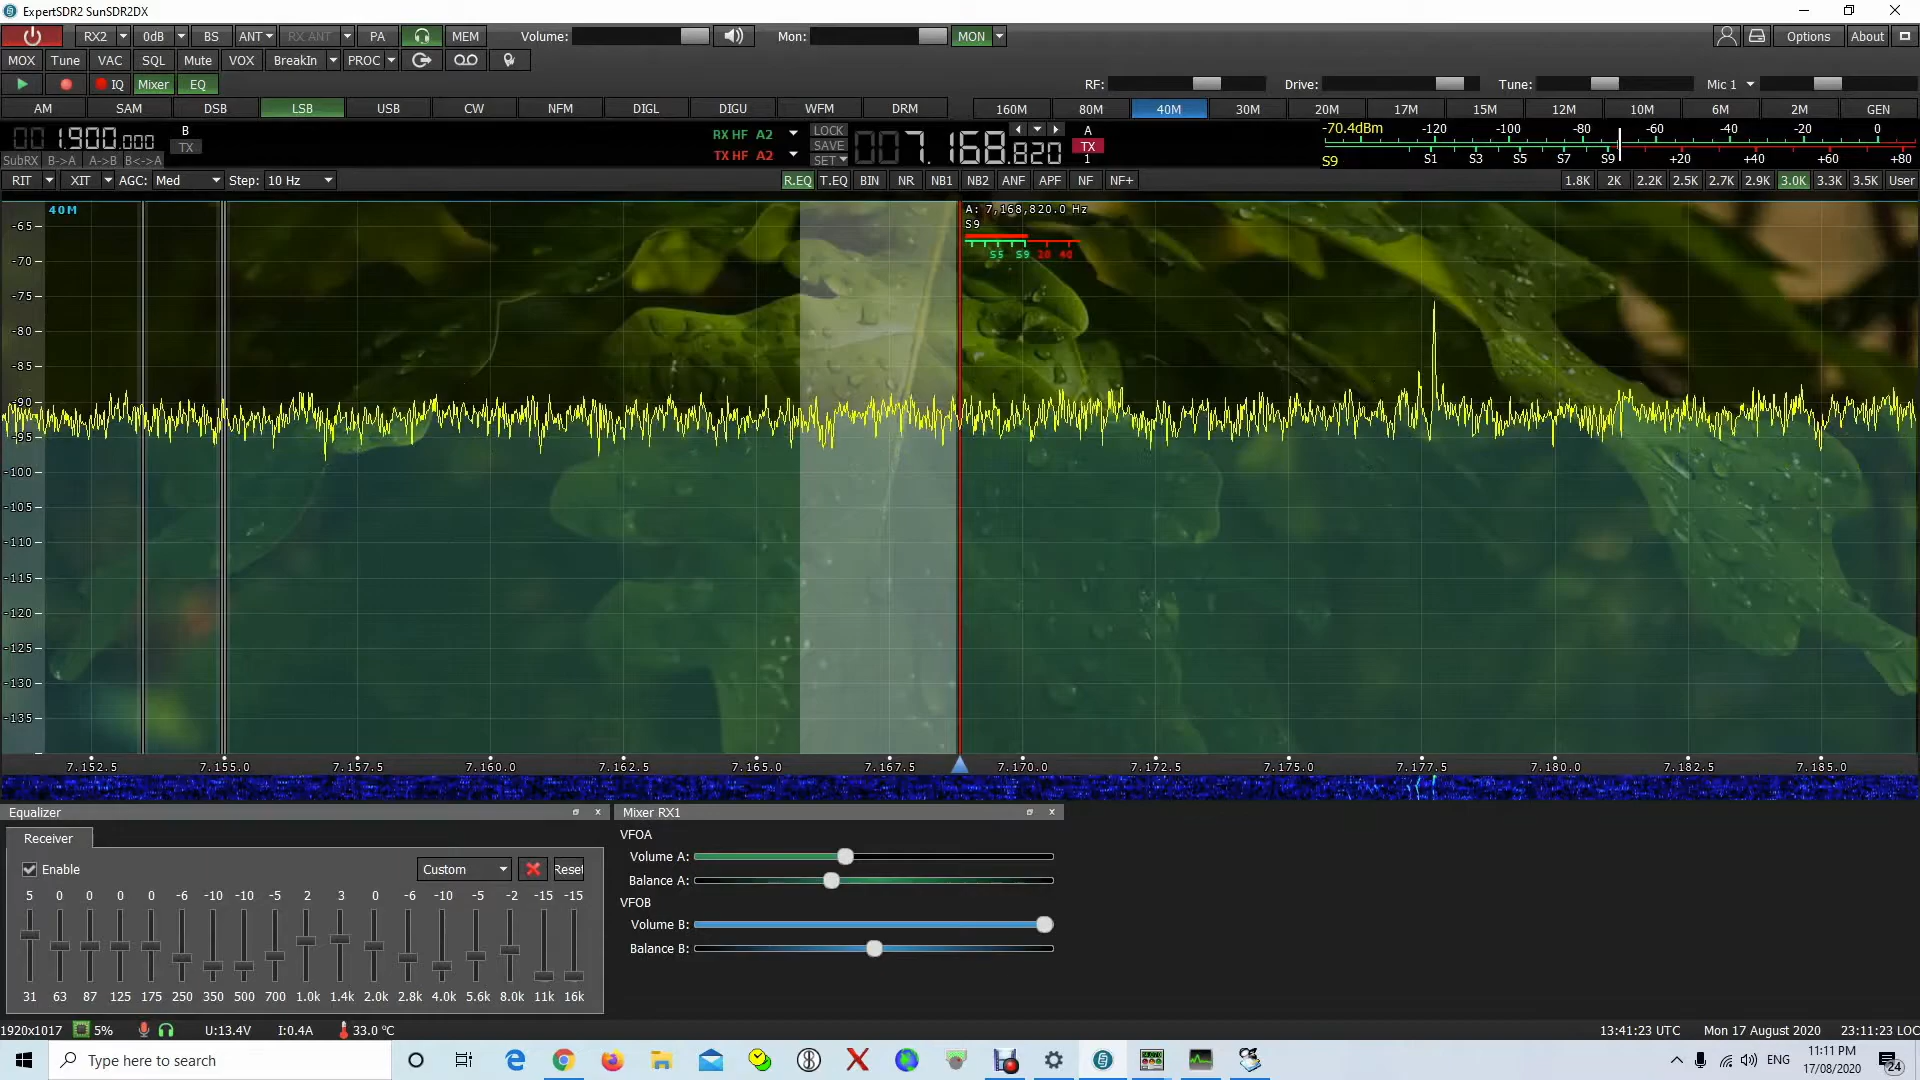 ExpertSDR2 SunSDR2DX
RX2 0dB BS ANT RX ANT PA MEM Volume: Mon: MON Options About
MOX Tune VAC SQL Mute VOX BreakIn PROC
IQ Mixer EQ RF: Drive: Tune: Mic 1
AM SAM DSB LSB USB CW NFM DIGL DIGU WFM DRM 160M 80M 40M 30M 20M 17M 15M 12M 10M 6M 2M GEN
001.900.000 B TX RX HF A2 TX HF A2 LOCK SAVE SET 007.168.820 A TX 1
-70.4dBm -120 -100 -80 -60 -40 -20 0
S9 S1 S3 S5 S7 S9 +20 +40 +60 +80
SubRX B->A A->B B<->A
RIT XIT AGC: Med Step: 10 Hz R.EQ T.EQ BIN NR NB1 NB2 ANF APF NF NF+ 1.8K 2K 2.2K 2.5K 2.7K 2.9K 3.0K 3.3K 3.5K User
40M A: 7,168,820.0 Hz
S9
S5 S9 20 40
-65
-70
-75
-80
-85
-90
-95
-100
-105
-110
-115
-120
-125
-130
-135
7.152.5 7.155.0 7.157.5 7.160.0 7.162.5 7.165.0 7.167.5 7.170.0 7.172.5 7.175.0 7.177.5 7.180.0 7.182.5 7.185.0
Equalizer
Receiver
Enable Custom Reset
5 0 0 0 0 -6 -10 -10 -5 2 3 0 -6 -10 -5 -2 -15 -15
31 63 87 125 175 250 350 500 700 1.0k 1.4k 2.0k 2.8k 4.0k 5.6k 8.0k 11k 16k
Mixer RX1
VFOA
Volume A:
Balance A:
VFOB
Volume B:
Balance B:
1920x1017 5% U:13.4V I:0.4A 33.0 ºC 13:41:23 UTC Mon 17 August 2020 23:11:23 LOC
Type here to search ENG 11:11 PM
17/08/2020 24